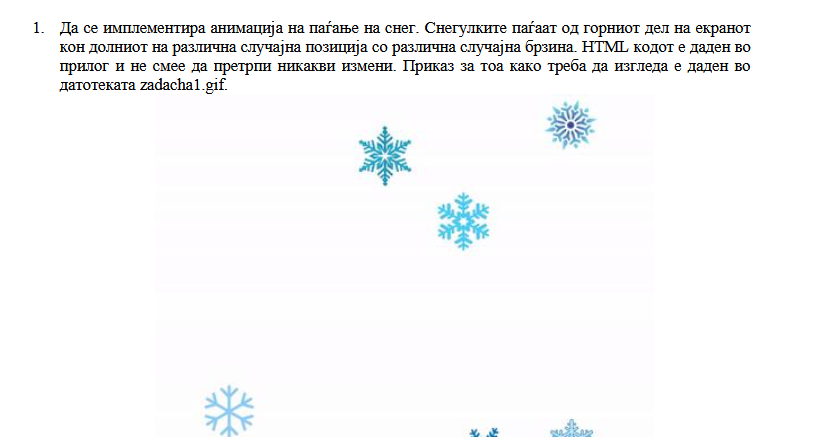 1. Да се имплементира анимација на паѓање на снег. Снегулките паѓаат од горниот дел на екранот
кон долниот на различна случајна позиција со различна случајна брзина. HTML кодот е даден во
прилог и не смее да претрпи никакви измени. Приказ за тоа како треба да изгледа е даден во
датотеката zadacha1.gif.